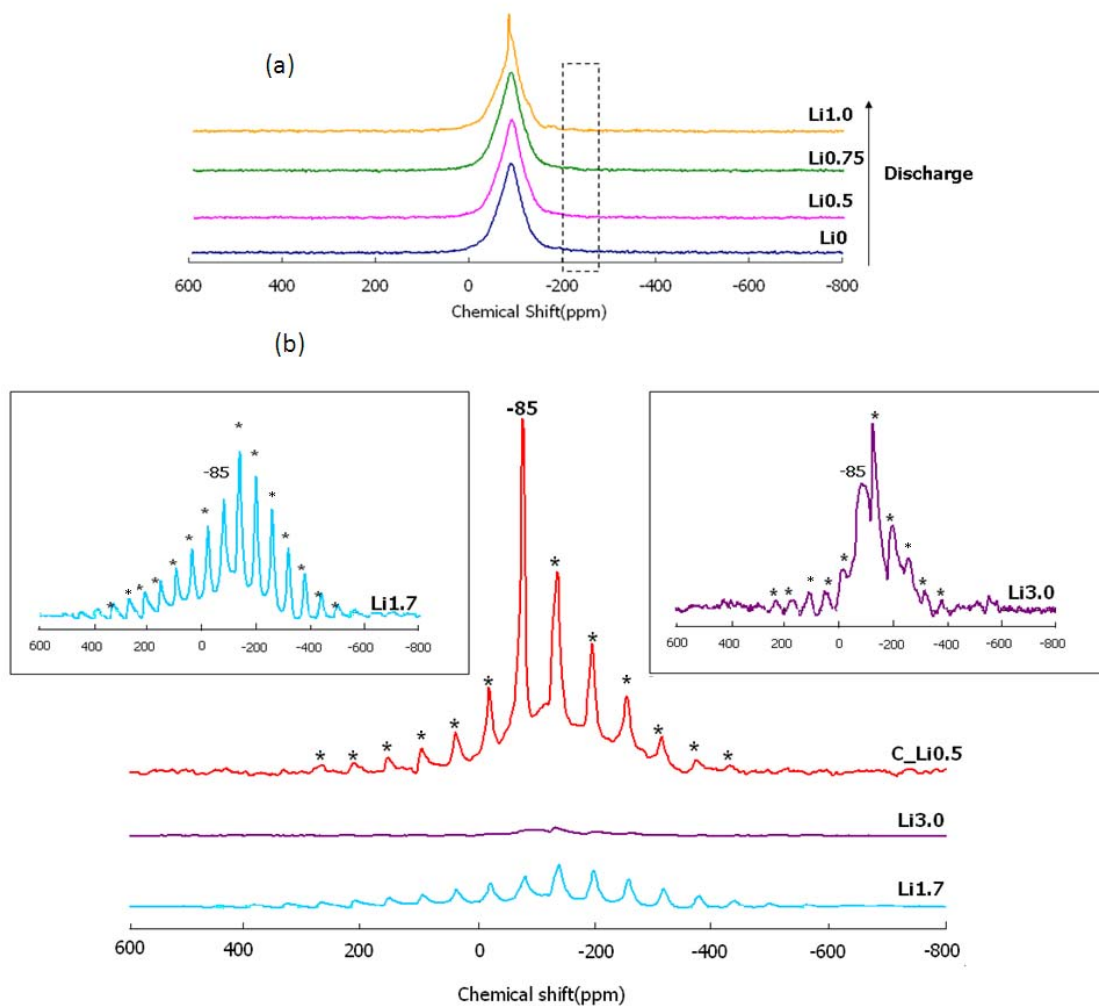 (a)
Li1.0
Li0.75
Li0.5
Li0
Discharge
600 400 200 0 -200 -400 -600 -800
Chemical Shift(ppm)
(b)
* * * * * * * -85 * * * * * * *
Li1.7
600 400 200 0 -200 -400 -600 -800
* * * * * -85 * * * * *
Li3.0
600 400 200 0 -200 -400 -600 -800
* * * * * * -85 * * * * * *
C_Li0.5
Li3.0
Li1.7
600 400 200 0 -200 -400 -600 -800
Chemical shift(ppm)